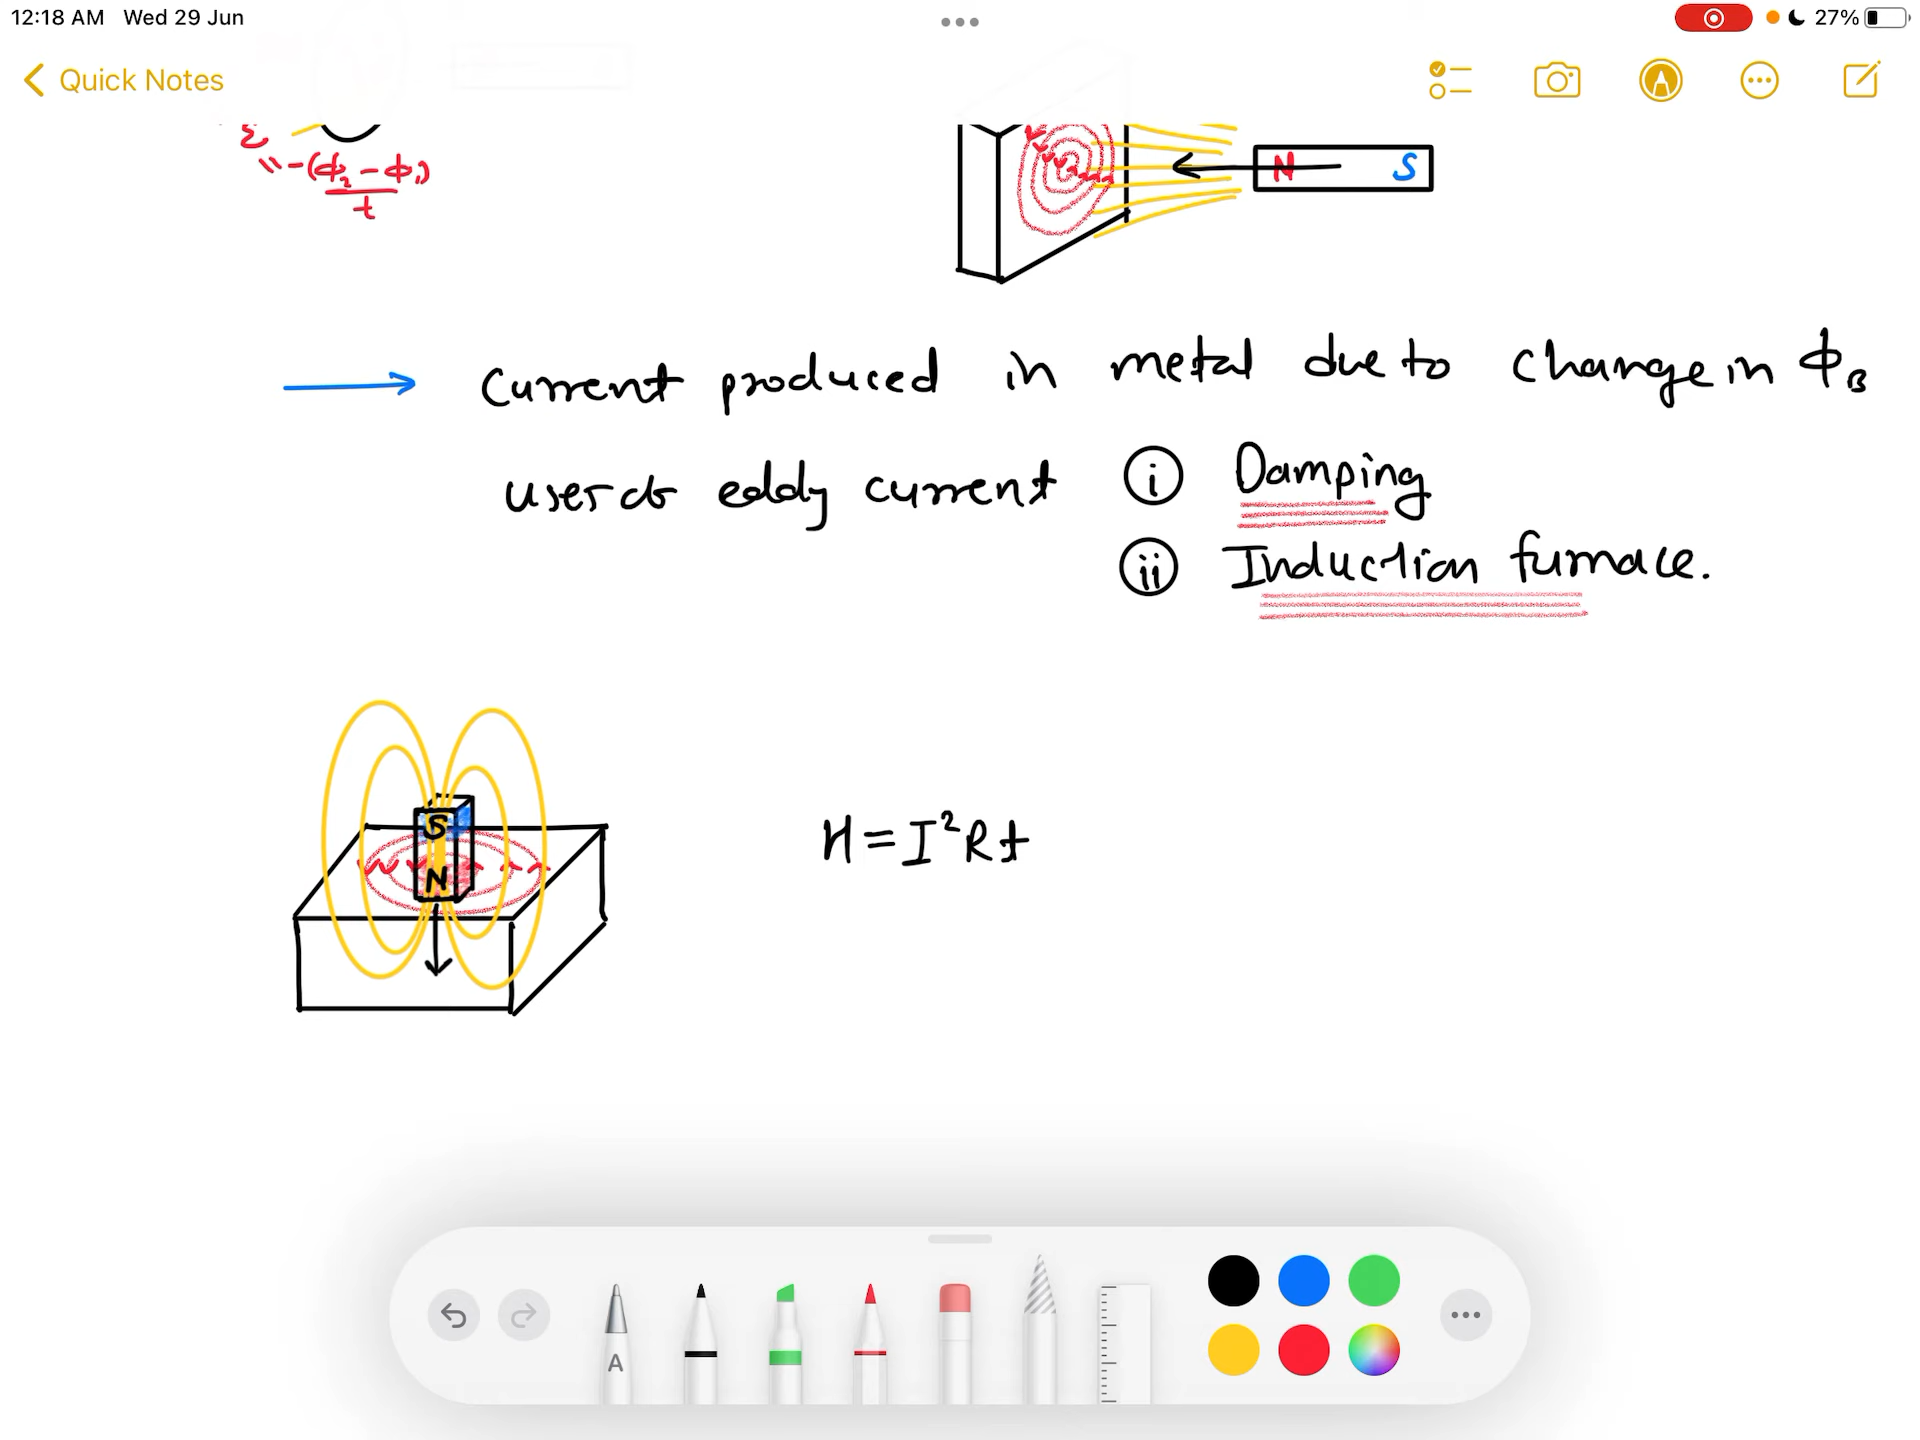 12:18 AM Wed 29 Jun
27%
Quick Notes
ε
= -(ϕ₂ - ϕ₁)
t
N S
Current produced in metal due to change in ϕB
uses of eddy current (i) Damping
(ii) Induction furnace.
S
N
H = I²Rt
A